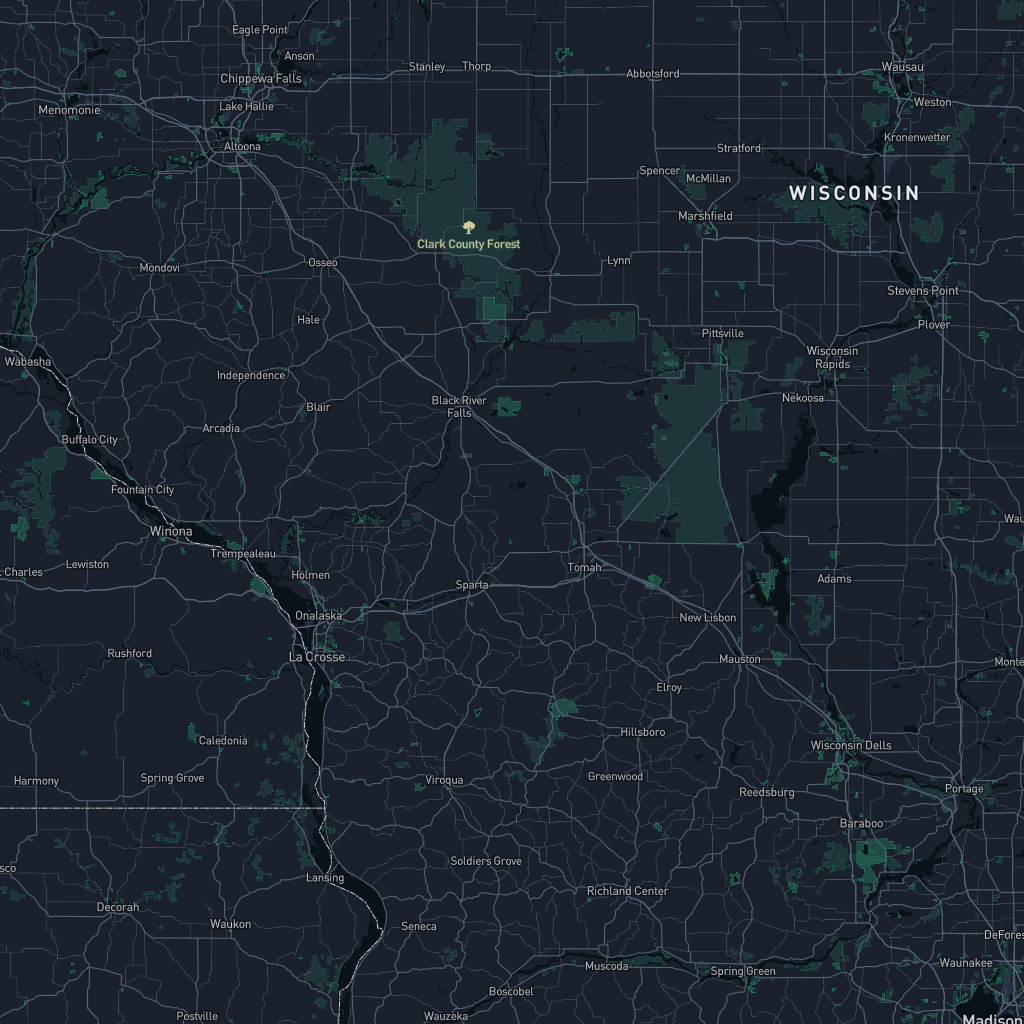 Eagle Point
Anson
Stanley
Thorp
Abbotsford
Wausau
Chippewa Falls
Weston
Menomonie
Lake Hallie
Kronenwetter
Altoona
Stratford
Spencer
McMillan
WISCONSIN
Marshfield
Clark County Forest
Osseo
Mondovi
Lynn
Stevens Point
Hale
Plover
Pittsville
Wabasha
Wisconsin
Rapids
Independence
Black River
Falls
Nekoosa
Blair
Arcadia
Buffalo City
Fountain City
Winona
Wau
Trempealeau
Lewiston
. Charles
Holmen
Tomah
Sparta
Adams
Onalaska
New Lisbon
Rushford
La Crosse
Mauston
Monte
Elroy
Hillsboro
Caledonia
Wisconsin Dells
Harmony
Spring Grove
Viroqua
Greenwood
Reedsburg
Portage
Baraboo
Soldiers Grove
sco
Lansing
Richland Center
Decorah
Waukon
Seneca
DeFores
Waunakee
Muscoda
Spring Green
Boscobel
Postville
Wauzeka
Madison